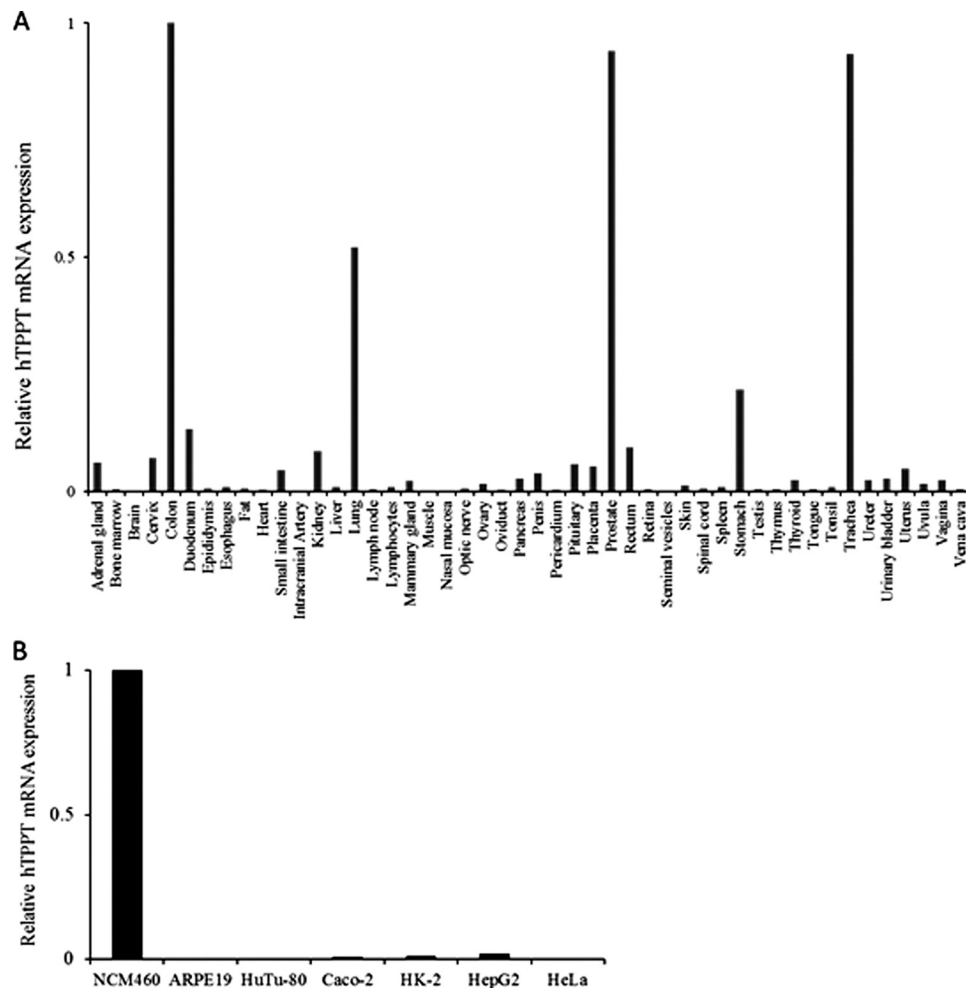 A
Relative hTPPT mRNA expression
1
0.5
0
Adrenal gland
Bone marrow
Brain
Cervix
Colon
Duodenum
Epididymis
Esophagus
Fat
Heart
Small intestine
Intracranial Artery
Kidney
Liver
Lung
Lymph node
Lymphocytes
Mammary gland
Muscle
Nasal mucosa
Optic nerve
Ovary
Oviduct
Pancreas
Penis
Pericardium
Pitutitary
Placenta
Prostate
Rectum
Retina
Seminal vesicles
Skin
Spinal cord
Spleen
Stomach
Testis
Thymus
Thyroid
Tongue
Tonsil
Trachea
Ureter
Urinary bladder
Uterus
Uvula
Vagina
Vena cava
B
Relative hTPPT mRNA expression
1
0.5
0
NCM460 ARPE19 HuTu-80 Caco-2 HK-2 HepG2 HeLa